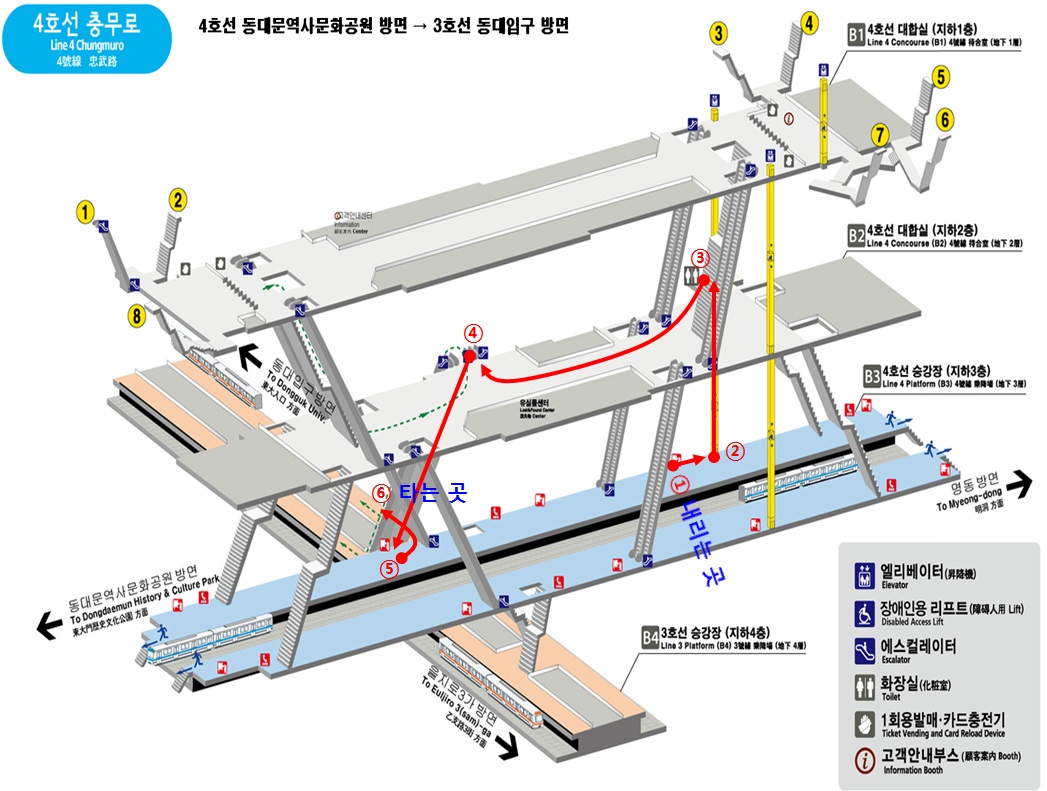 4호선 충무로
Line 4 Chungmuro
4號線 忠武路
4호선 동대문역사문화공원 방면 → 3호선 동대입구 방면
3
4
B1 4호선 대합실 (지하1층)
Line 4 Concourse (B1) 4號線 待合室 (地下 1層)
5
6
7
1
2
고객안내센터
Information
顧客案內 Center
8
B2 4호선 대합실 (지하2층)
Line 4 Concourse (B2) 4號線 待合室 (地下 2層)
③
④
동대입구 방면
To Dongguk Univ.
東大入口 方面
유실물센터
Lost&Found Center
遺失物 Center
B3 4호선 승강장 (지하3층)
Line 4 Platform (B3) 4號線 乘降場 (地下 3層)
②
① 내리는 곳
⑥ 타는 곳
⑤
명동 방면
To Myeong-dong
明洞 方面
동대문역사문화공원 방면
To Dongdaemun History & Culture Park
東大門歷史文化公園 方面
B4 3호선 승강장 (지하4층)
Line 3 Platform (B4) 3號線 乘降場 (地下 4層)
을지로3가 방면
To Euljiro 3(sam)-ga
乙支路3街 方面
엘리베이터(昇降機)
Elevator
장애인용 리프트(障碍人用 Lift)
Disabled Access Lift
에스컬레이터
Escalator
화장실(化粧室)
Toilet
1회용발매·카드충전기
Ticket Vending and Card Reload Device
고객안내부스(顧客案內 Booth)
Information Booth